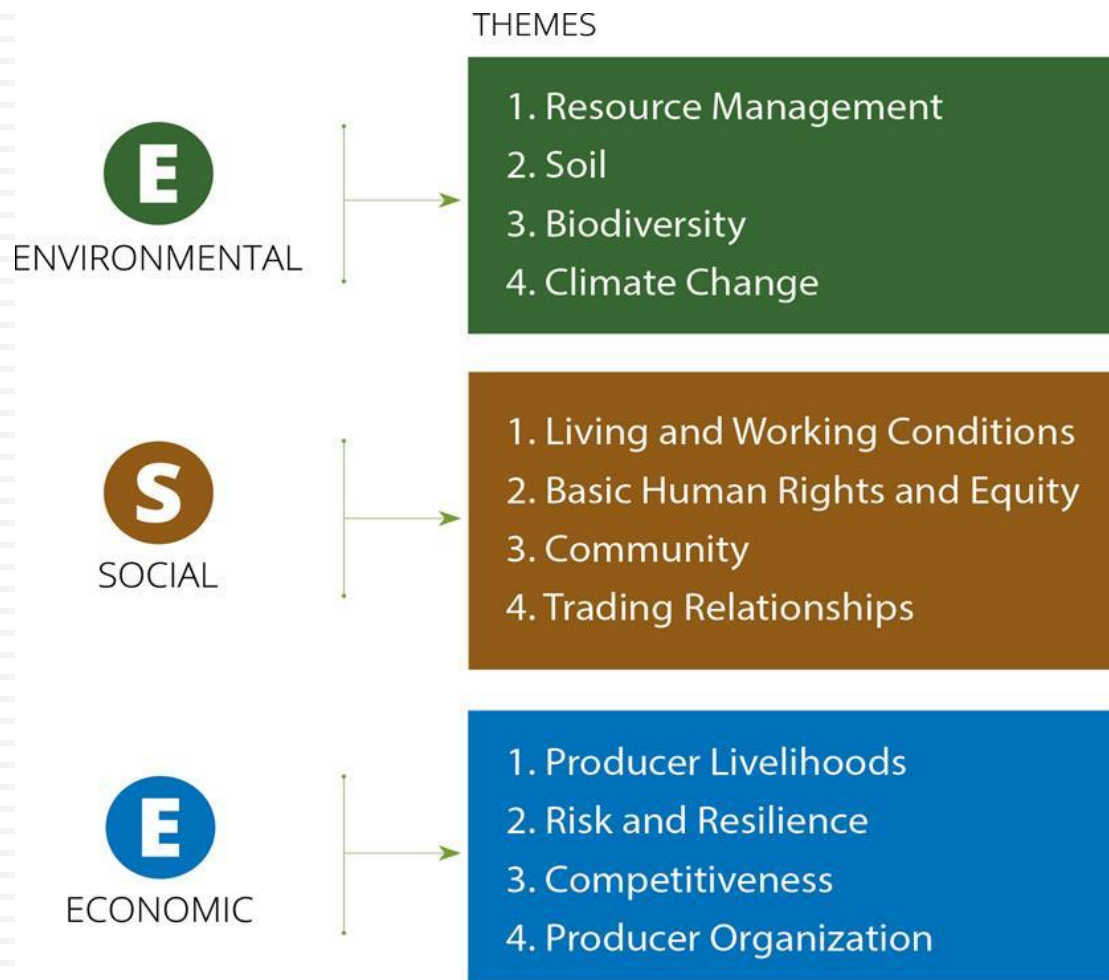 THEMES
E
ENVIRONMENTAL
1. Resource Management
2. Soil
3. Biodiversity
4. Climate Change
S
SOCIAL
1. Living and Working Conditions
2. Basic Human Rights and Equity
3. Community
4. Trading Relationships
E
ECONOMIC
1. Producer Livelihoods
2. Risk and Resilience
3. Competitiveness
4. Producer Organization